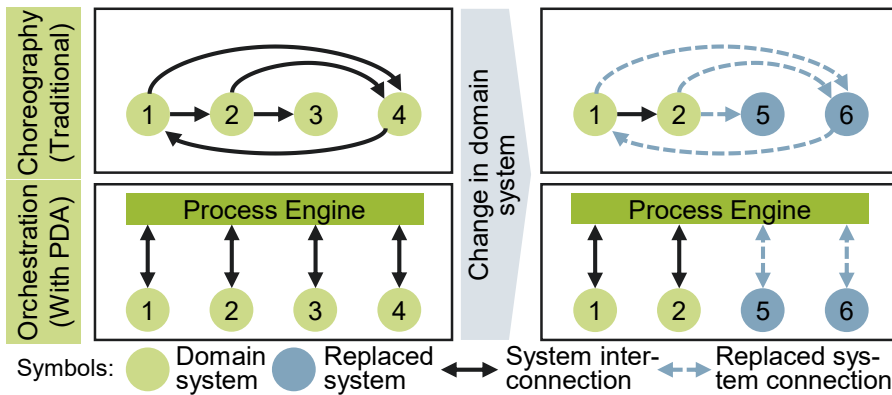 Choreography
(Traditional)
1
2
3
4
Change in domain
system
1
2
5
6
Orchestration
(With PDA)
Process Engine
1
2
3
4
Process Engine
1
2
5
6
Symbols:
Domain
system
Replaced
system
System inter-
connection
Replaced sys-
tem connection